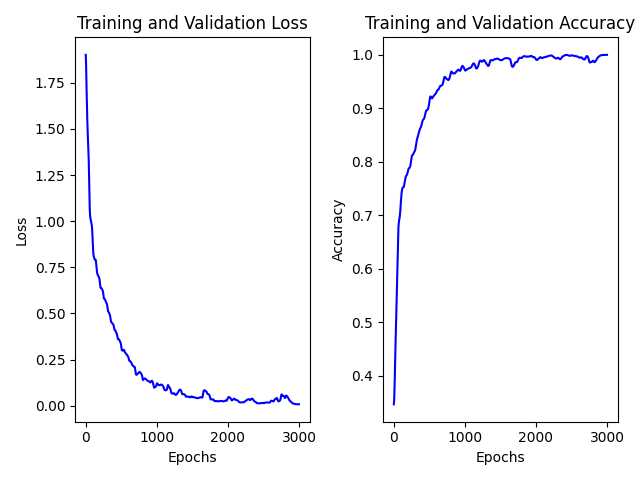 Training and Validation Loss
Loss
1.75
1.50
1.25
1.00
0.75
0.50
0.25
0.00
0 1000 2000 3000
Epochs
Training and Validation Accuracy
Accuracy
1.0
0.9
0.8
0.7
0.6
0.5
0.4
0 1000 2000 3000
Epochs